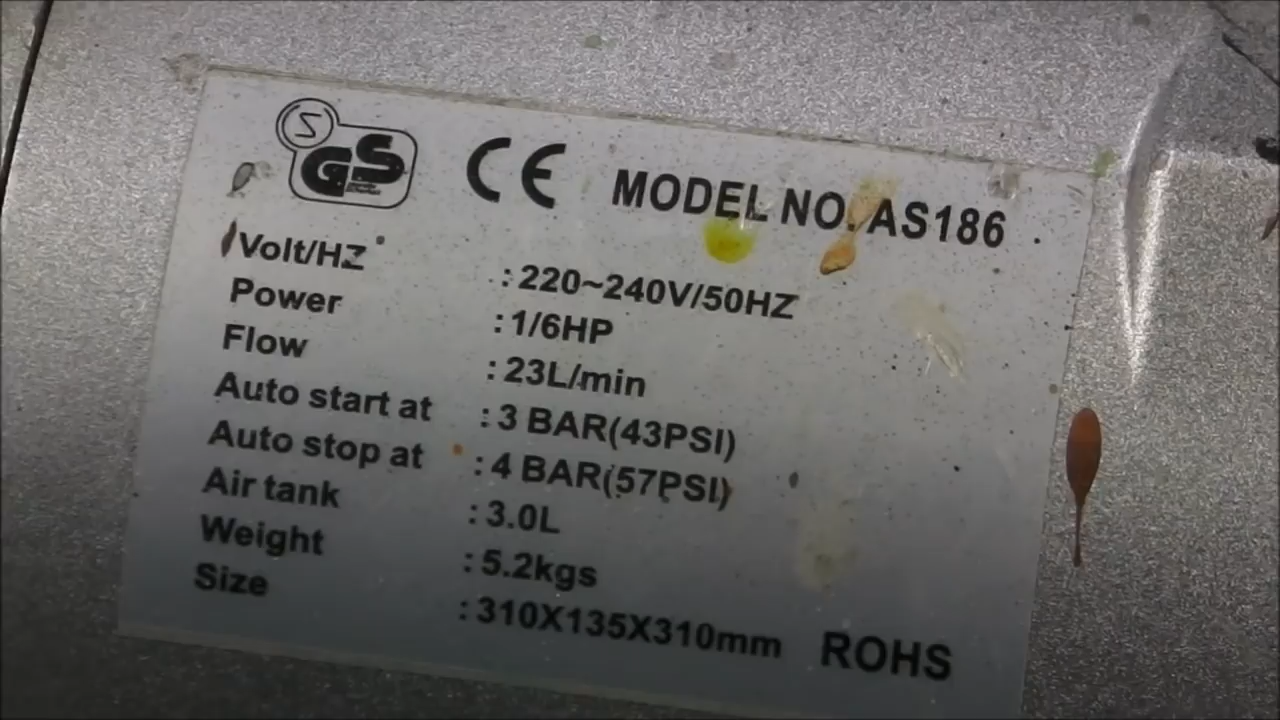 S GS CE MODEL NO. AS186
Volt/HZ : 220~240V/50HZ
Power : 1/6HP
Flow : 23L/min
Auto start at : 3 BAR(43PSI)
Auto stop at : 4 BAR(57PSI)
Air tank : 3.0L
Weight : 5.2kgs
Size : 310X135X310mm ROHS